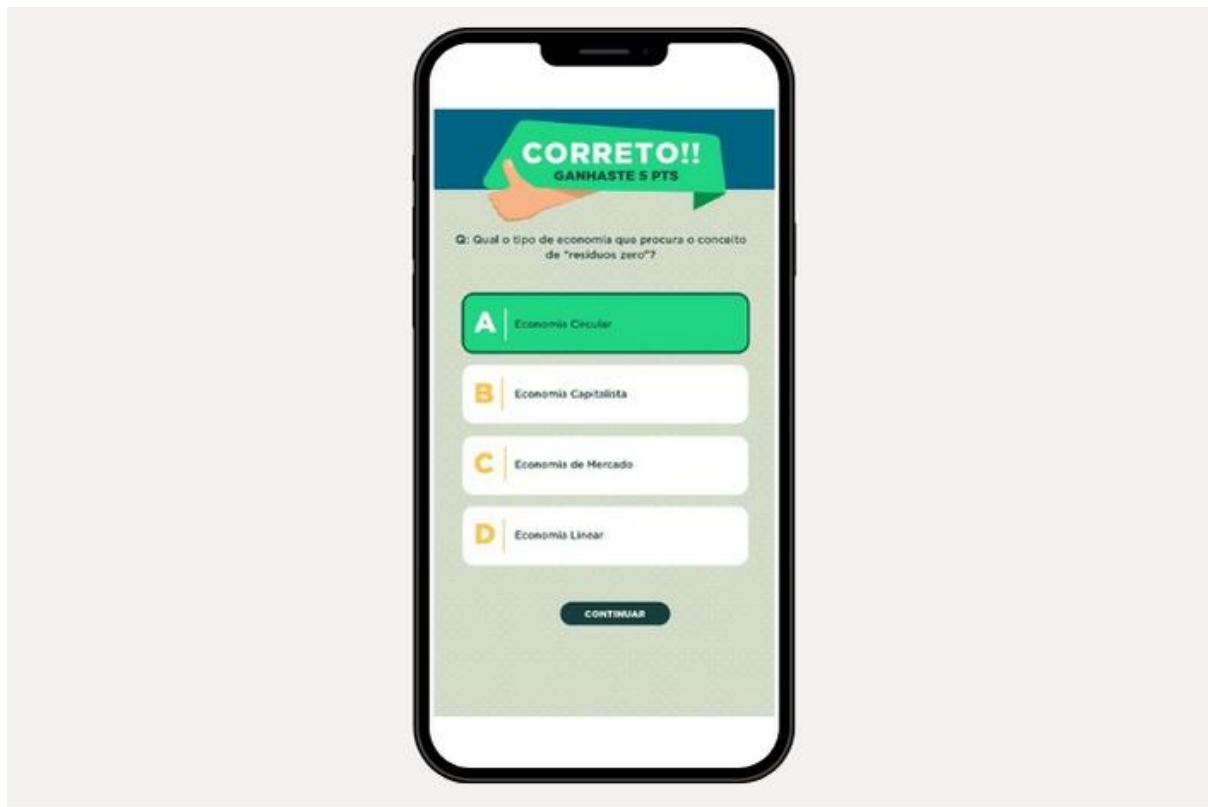 CORRETO!!
GANHASTE 5 PTS
Q: Qual o tipo de economia que procura o conceito
de "resíduos zero"?
A Economia Circular
B Economia Capitalista
C Economia de Mercado
D Economia Linear
CONTINUAR